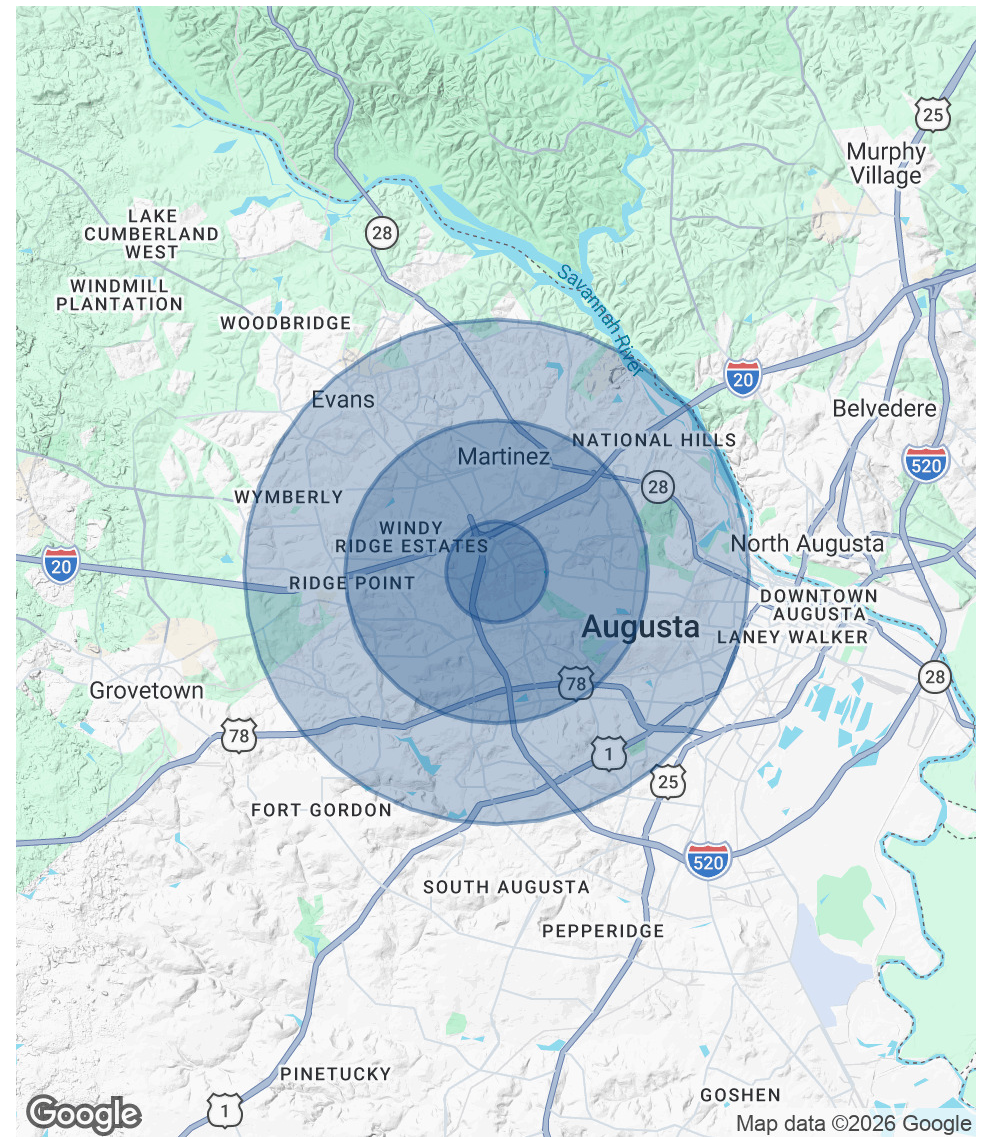 25
Murphy
Village
LAKE
CUMBERLAND
WEST
28
WINDMILL
PLANTATION
Savannah River
WOODBRIDGE
20
Evans
Belvedere
NATIONAL HILLS
Martinez
520
28
WYMBERLY
WINDY
RIDGE ESTATES
North Augusta
20
RIDGE POINT
DOWNTOWN
AUGUSTA
Augusta
LANEY WALKER
28
78
Grovetown
78
1
25
FORT GORDON
520
SOUTH AUGUSTA
PEPPERIDGE
PINETUCKY
GOSHEN
1
Google
Map data ©2026 Google